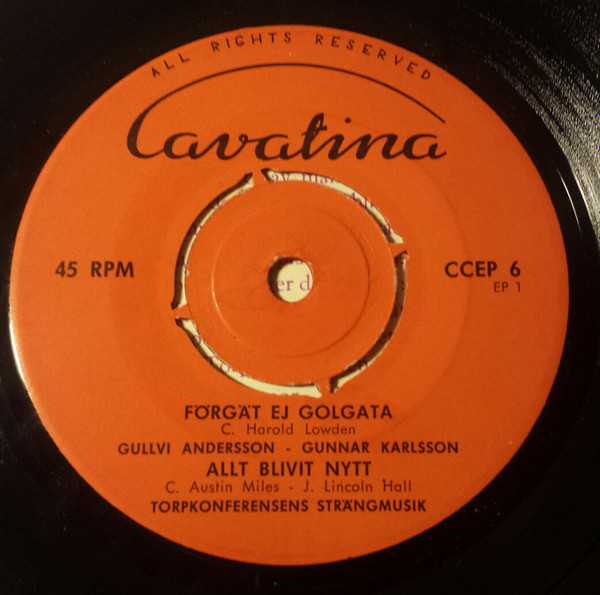 ALL RIGHTS RESERVED
Cavatina
45 RPM
CCEP 6
EP 1
er d
FÖRGÄT EJ GOLGATA
C. Harold Lowden
GULLVI ANDERSSON - GUNNAR KARLSSON
ALLT BLIVIT NYTT
C. Austin Miles - J. Lincoln Hall
TORPKONFERENSENS STRÄNGMUSIK